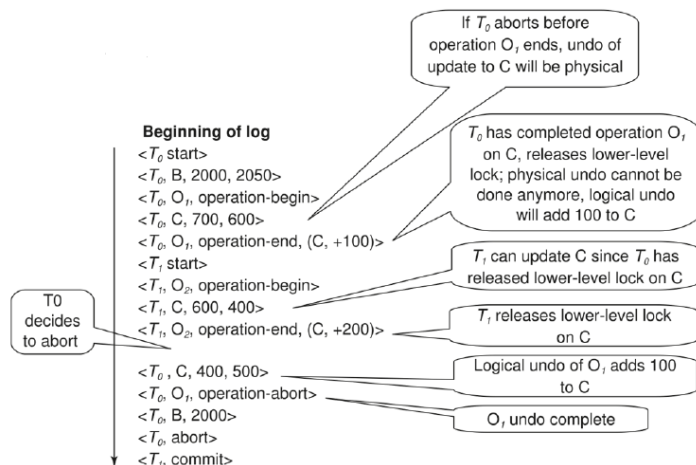 If T0 aborts before
operation O1 ends, undo of
update to C will be physical
Beginning of log
<T0 start>
<T0, B, 2000, 2050>
<T0, O1, operation-begin>
<T0, C, 700, 600>
<T0, O1, operation-end, (C, +100)>
<T1 start>
<T1, O2, operation-begin>
<T1, C, 600, 400>
<T1, O2, operation-end, (C, +200)>
<T0 , C, 400, 500>
<T0, O1, operation-abort>
<T0, B, 2000>
<T0, abort>
<T1, commit>
T0 has completed operation O1
on C, releases lower-level
lock; physical undo cannot be
done anymore, logical undo
will add 100 to C
T1 can update C since T0 has
released lower-level lock on C
T0
decides
to abort
T1 releases lower-level lock
on C
Logical undo of O1 adds 100
to C
O1 undo complete